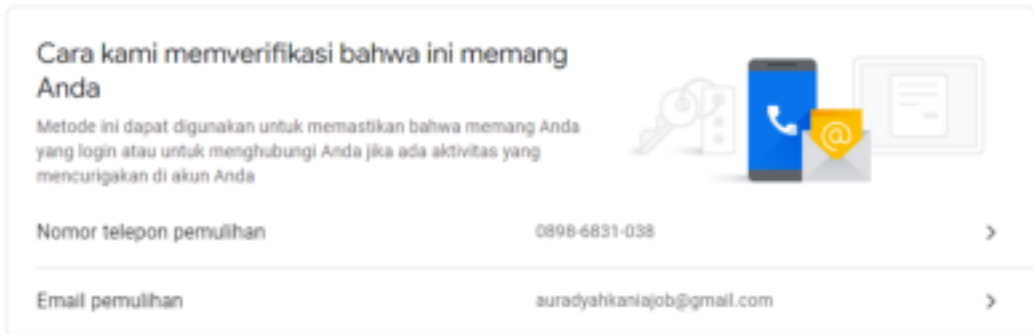 Cara kami memverifikasi bahwa ini memang
Anda
Metode ini dapat digunakan untuk memastikan bahwa memang Anda
yang login atau untuk menghubungi Anda jika ada aktivitas yang
mencurigakan di akun Anda
Nomor telepon pemulihan 0898-6831-038
Email pemulihan auradyahkaniajob@gmail.com